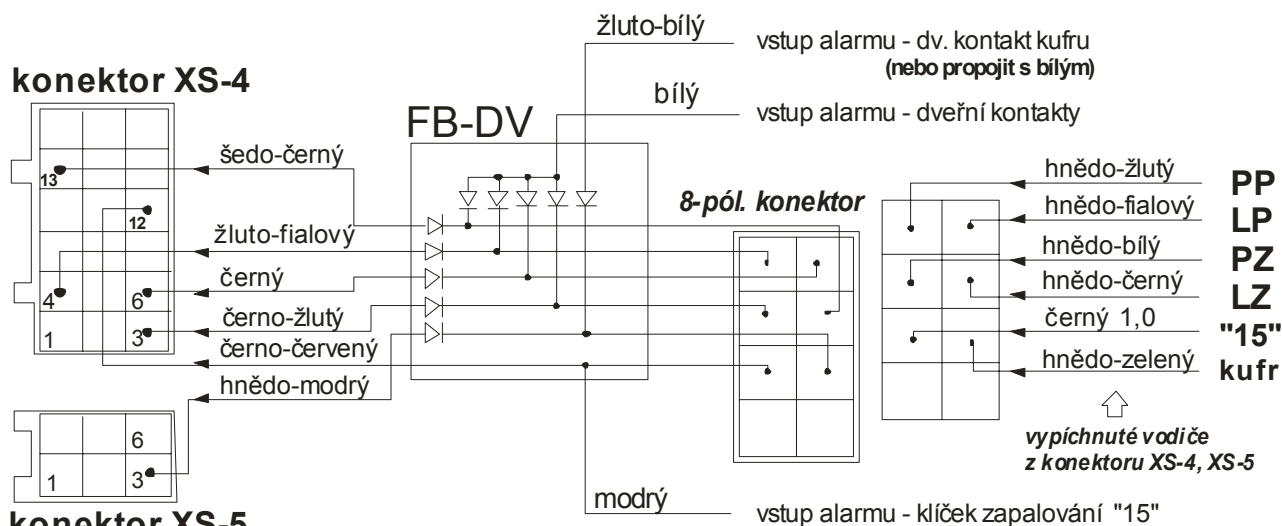 žluto-bílý
vstup alarmu - dv. kontakt kufru
(nebo propojit s bílým)
konektor XS-4
bílý
vstup alarmu - dveřní kontakty
FB-DV
šedo-černý
13
12
žluto-fialový
černý
4
6
černo-žlutý
1
3
černo-červený
hnědo-modrý
6
1
3
konektor XS-5
8-pól. konektor
hnědo-žlutý
PP
hnědo-fialový
LP
hnědo-bílý
PZ
hnědo-černý
LZ
černý 1,0
"15"
hnědo-zelený
kufr
vypíchnuté vodiče
z konektoru XS-4, XS-5
modrý
vstup alarmu - klíček zapalování "15"